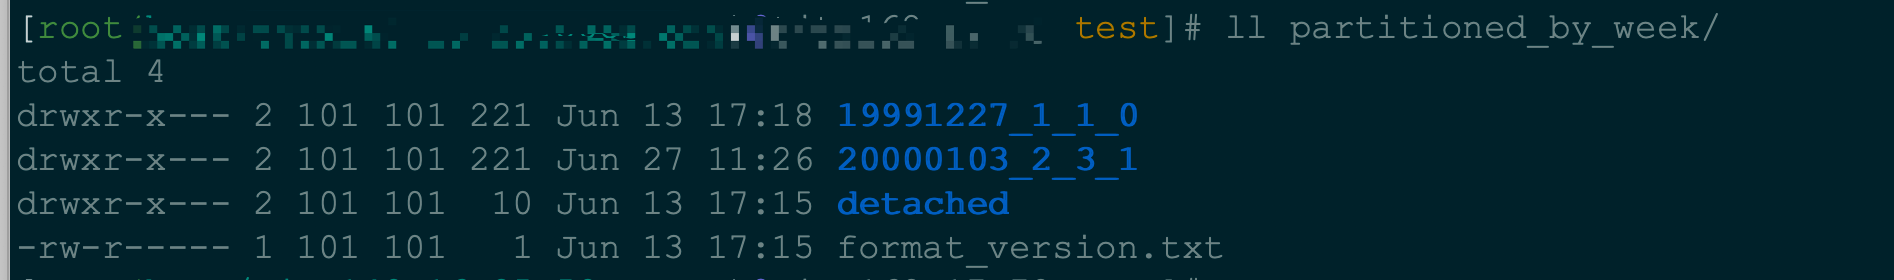 [root test]# ll partitioned_by_week/
total 4
drwxr-x--- 2 101 101 221 Jun 13 17:18 19991227_1_1_0
drwxr-x--- 2 101 101 221 Jun 27 11:26 20000103_2_3_1
drwxr-x--- 2 101 101  10 Jun 13 17:15 detached
-rw-r----- 1 101 101   1 Jun 13 17:15 format_version.txt